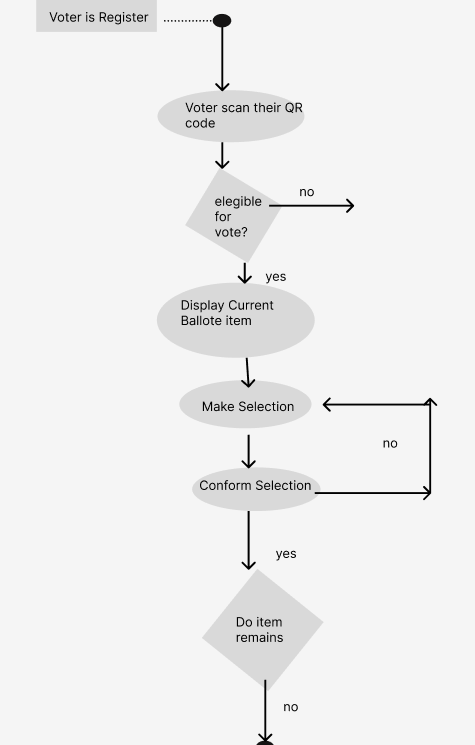 Voter is Register
Voter scan their QR
code
elegible
for
vote?
no
yes
Display Current
Ballote item
Make Selection
no
Conform Selection
yes
Do item
remains
no